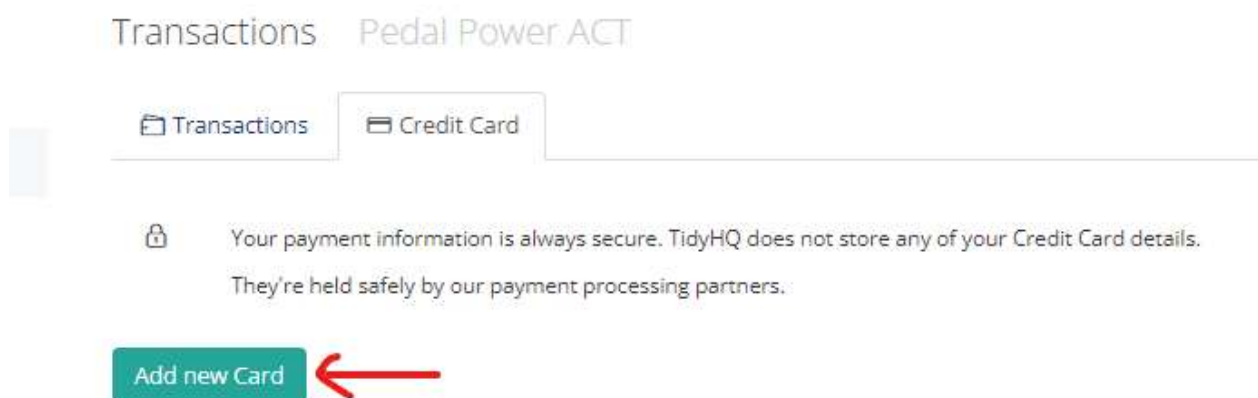 Transactions Pedal Power ACT
Transactions Credit Card
Your payment information is always secure. TidyHQ does not store any of your Credit Card details.
They're held safely by our payment processing partners.
Add new Card